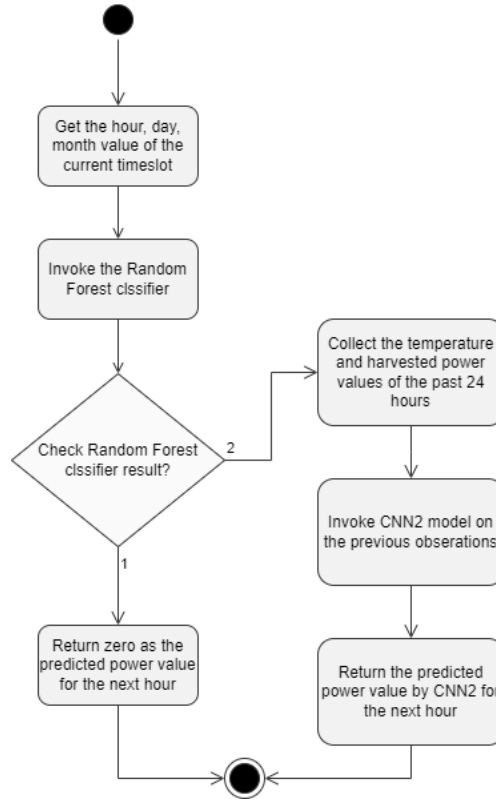 Get the hour, day,
month value of the
current timeslot
Invoke the Random
Forest clssifier
Check Random Forest
clssifier result?
2
1
Return zero as the
predicted power value
for the next hour
Collect the temperature
and harvested power
values of the past 24
hours
Invoke CNN2 model on
the previous obserations
Return the predicted
power value by CNN2 for
the next hour